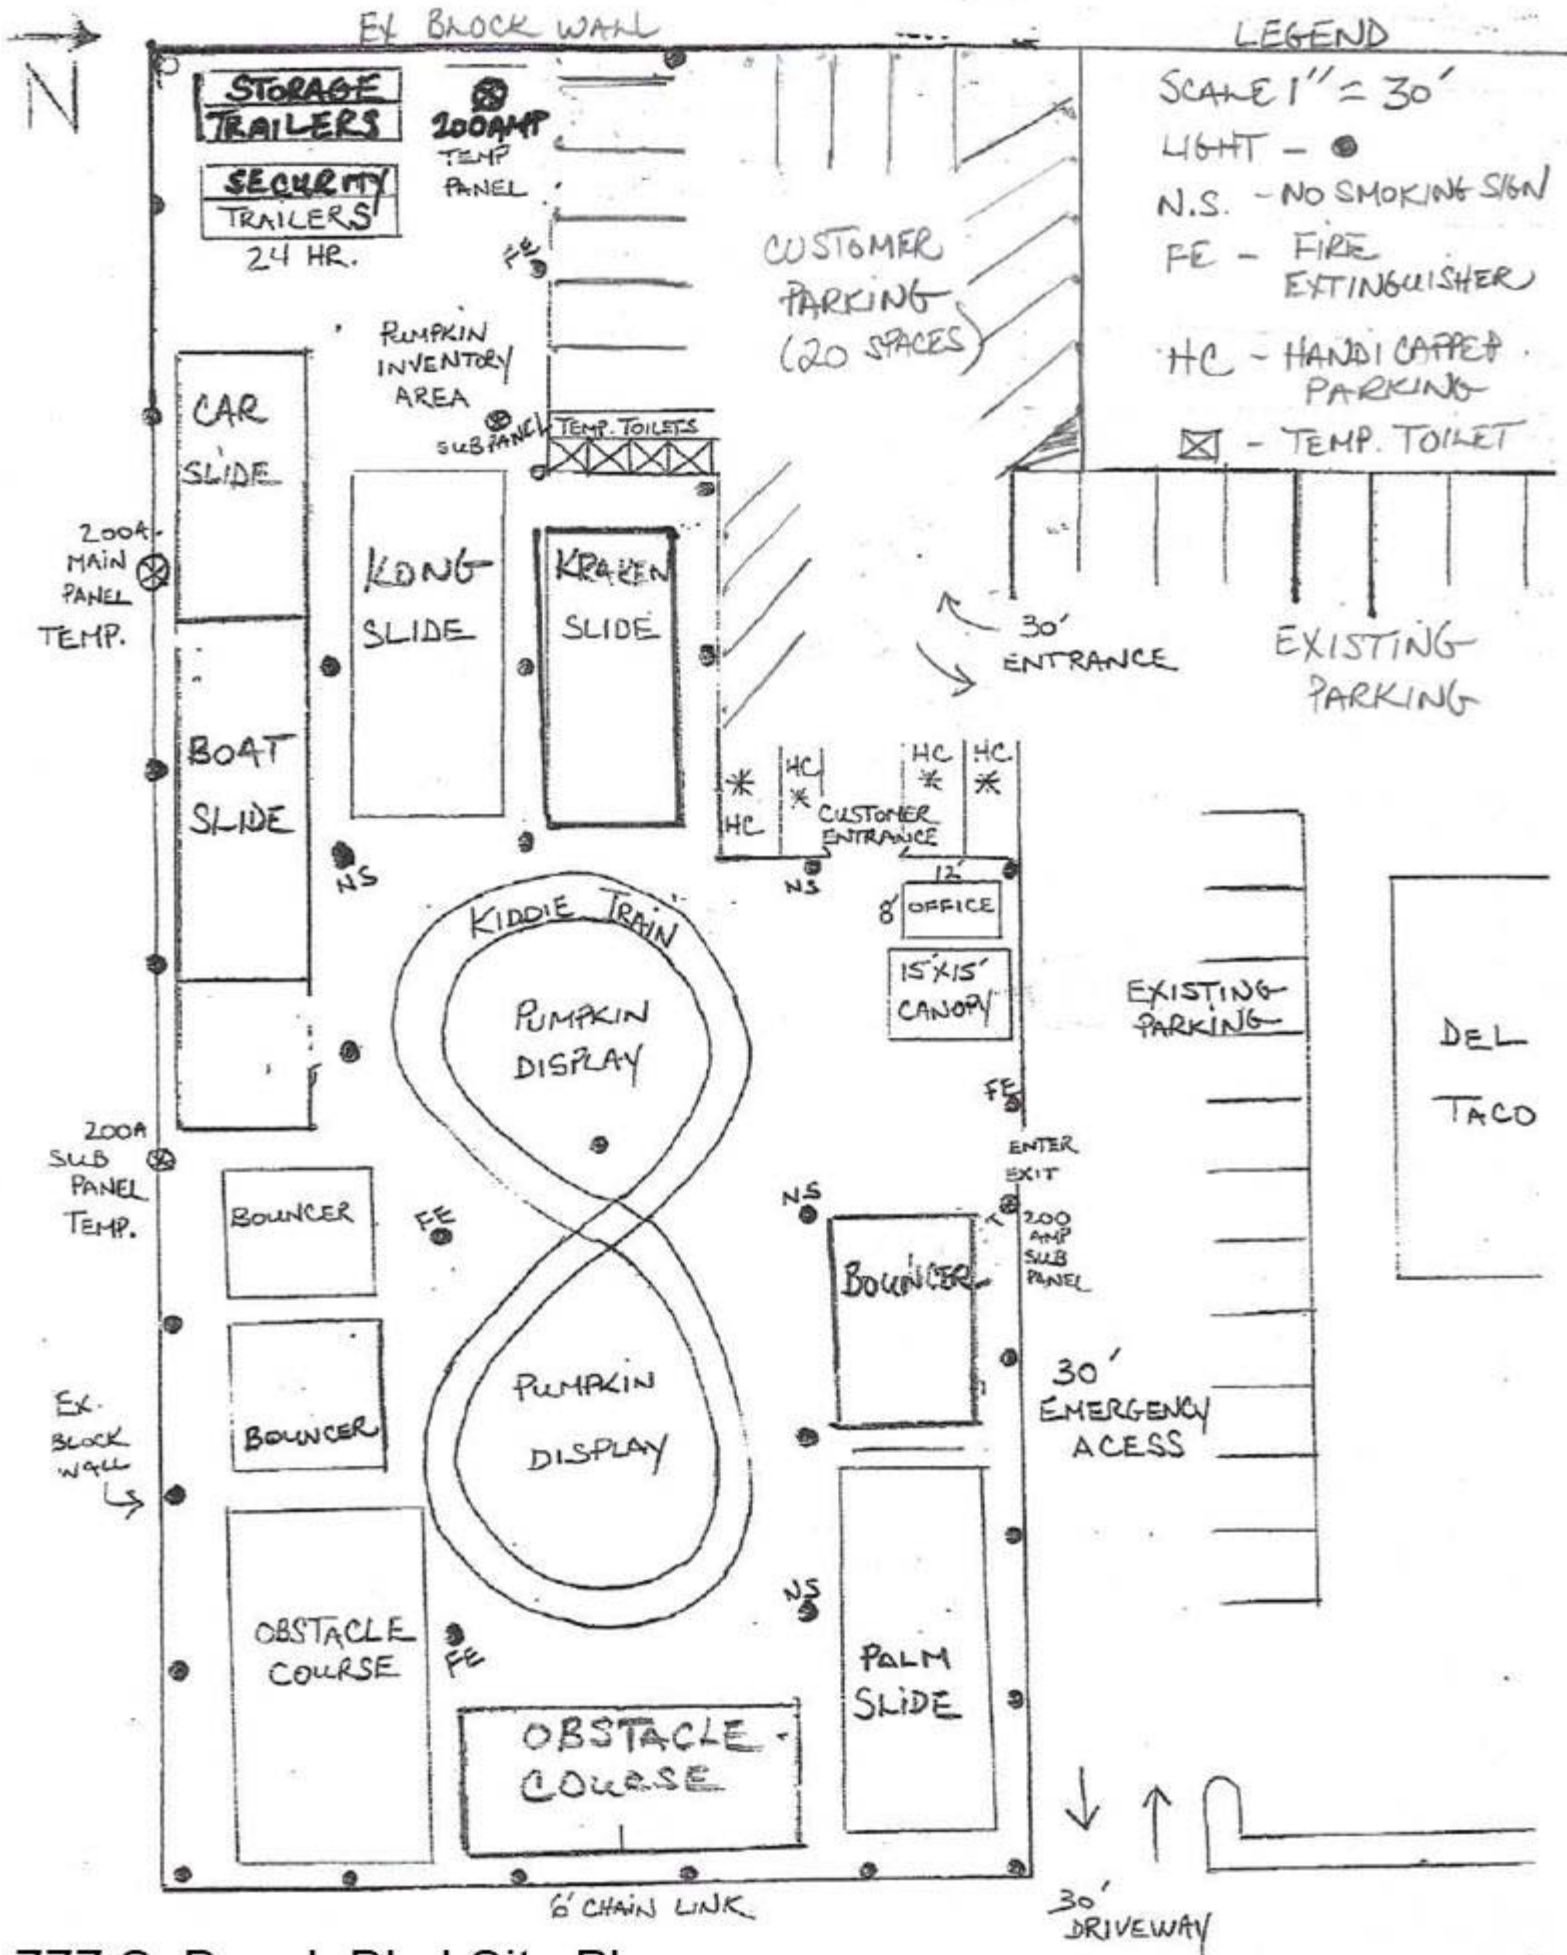 EX BLOCK WALL
N
LEGEND
SCALE 1" = 30'
LIGHT -
N.S. - NO SMOKING SIGN
FE - FIRE
EXTINGUISHER
HC - HANDICAPPED
PARKING
- TEMP. TOILET
STORAGE
TRAILERS
SECURITY
TRAILERS
24 HR.
200AMP
TEMP
PANEL
FE
CUSTOMER
PARKING
(20 SPACES)
PUMPKIN
INVENTORY
AREA
SUB PANEL
TEMP. TOILETS
CAR
SLIDE
200A
MAIN
PANEL
TEMP.
KONG
SLIDE
KRAKEN
SLIDE
30'
ENTRANCE
EXISTING
PARKING
BOAT
SLIDE
NS
HC
HC
HC
HC
CUSTOMER
ENTRANCE
NS
12'
8'
OFFICE
15'X15'
CANOPY
KIDDIE TRAIN
PUMPKIN
DISPLAY
EXISTING
PARKING
DEL
TACO
FE
ENTER
EXIT
200
AMP
SUB
PANEL
200A
SUB
PANEL
TEMP.
BOUNCER
FE
NS
BOUNCER
BOUNCER
PUMPKIN
DISPLAY
30'
EMERGENCY
ACESS
EX.
BLOCK
WALL
OBSTACLE
COURSE
FE
NS
PALM
SLIDE
OBSTACLE
COURSE
6' CHAIN LINK
30'
DRIVEWAY